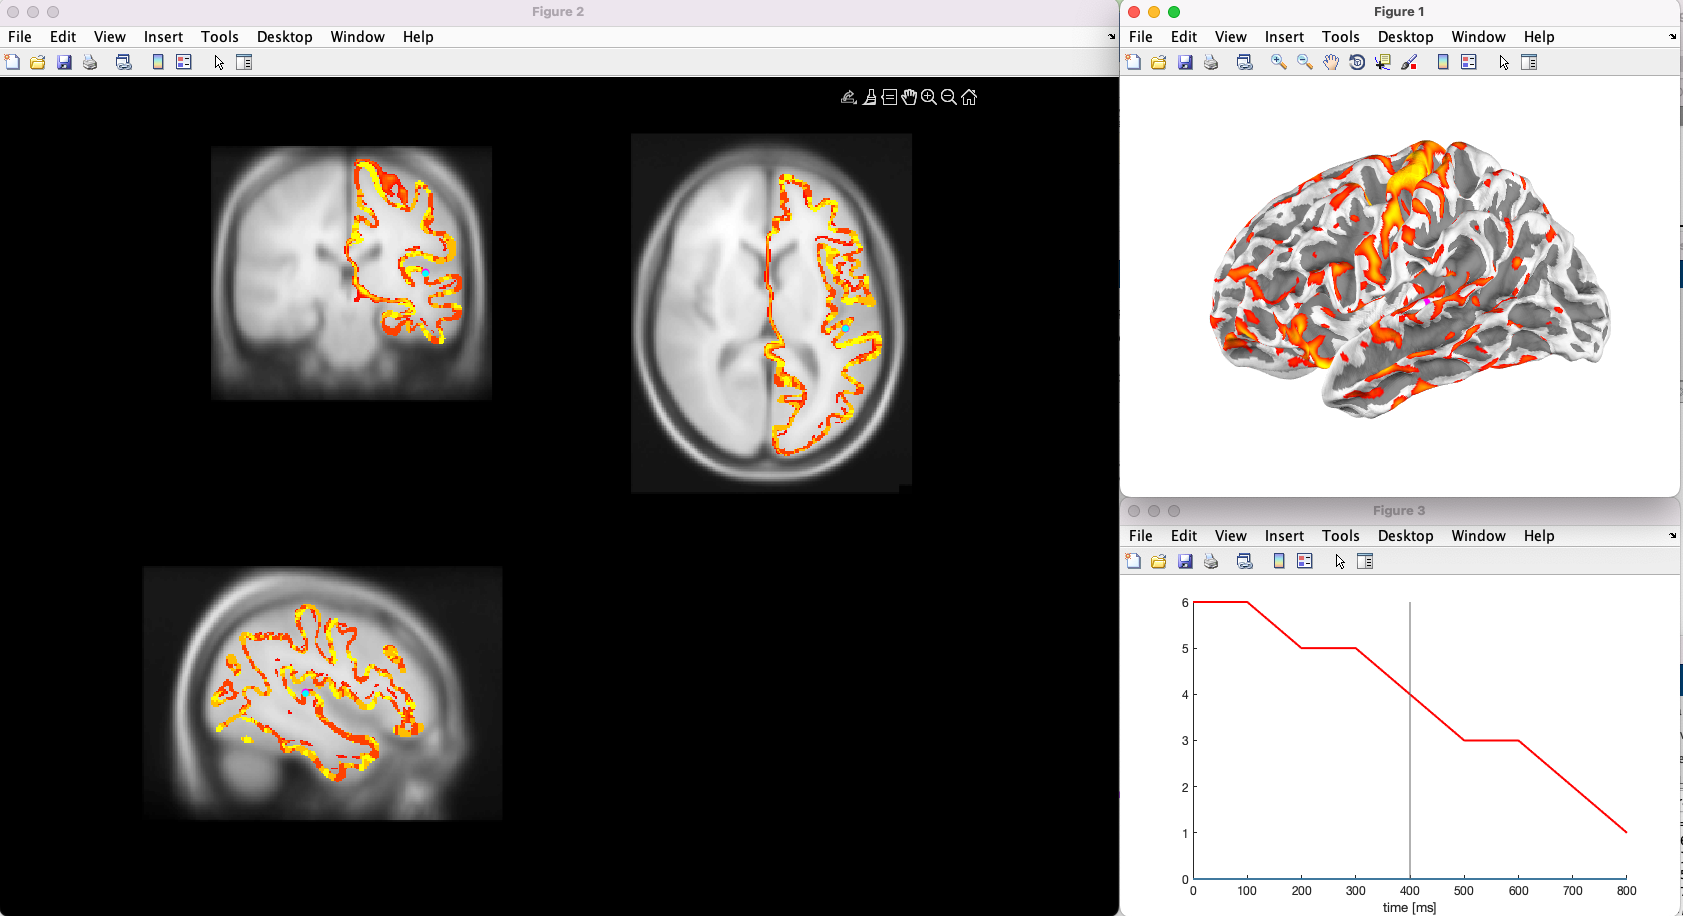 Figure 2
File Edit View Insert Tools Desktop Window Help
Figure 1
File Edit View Insert Tools Desktop Window Help
Figure 3
File Edit View Insert Tools Desktop Window Help
6
5
4
3
2
1
0
0 100 200 300 400 500 600 700 800
time [ms]